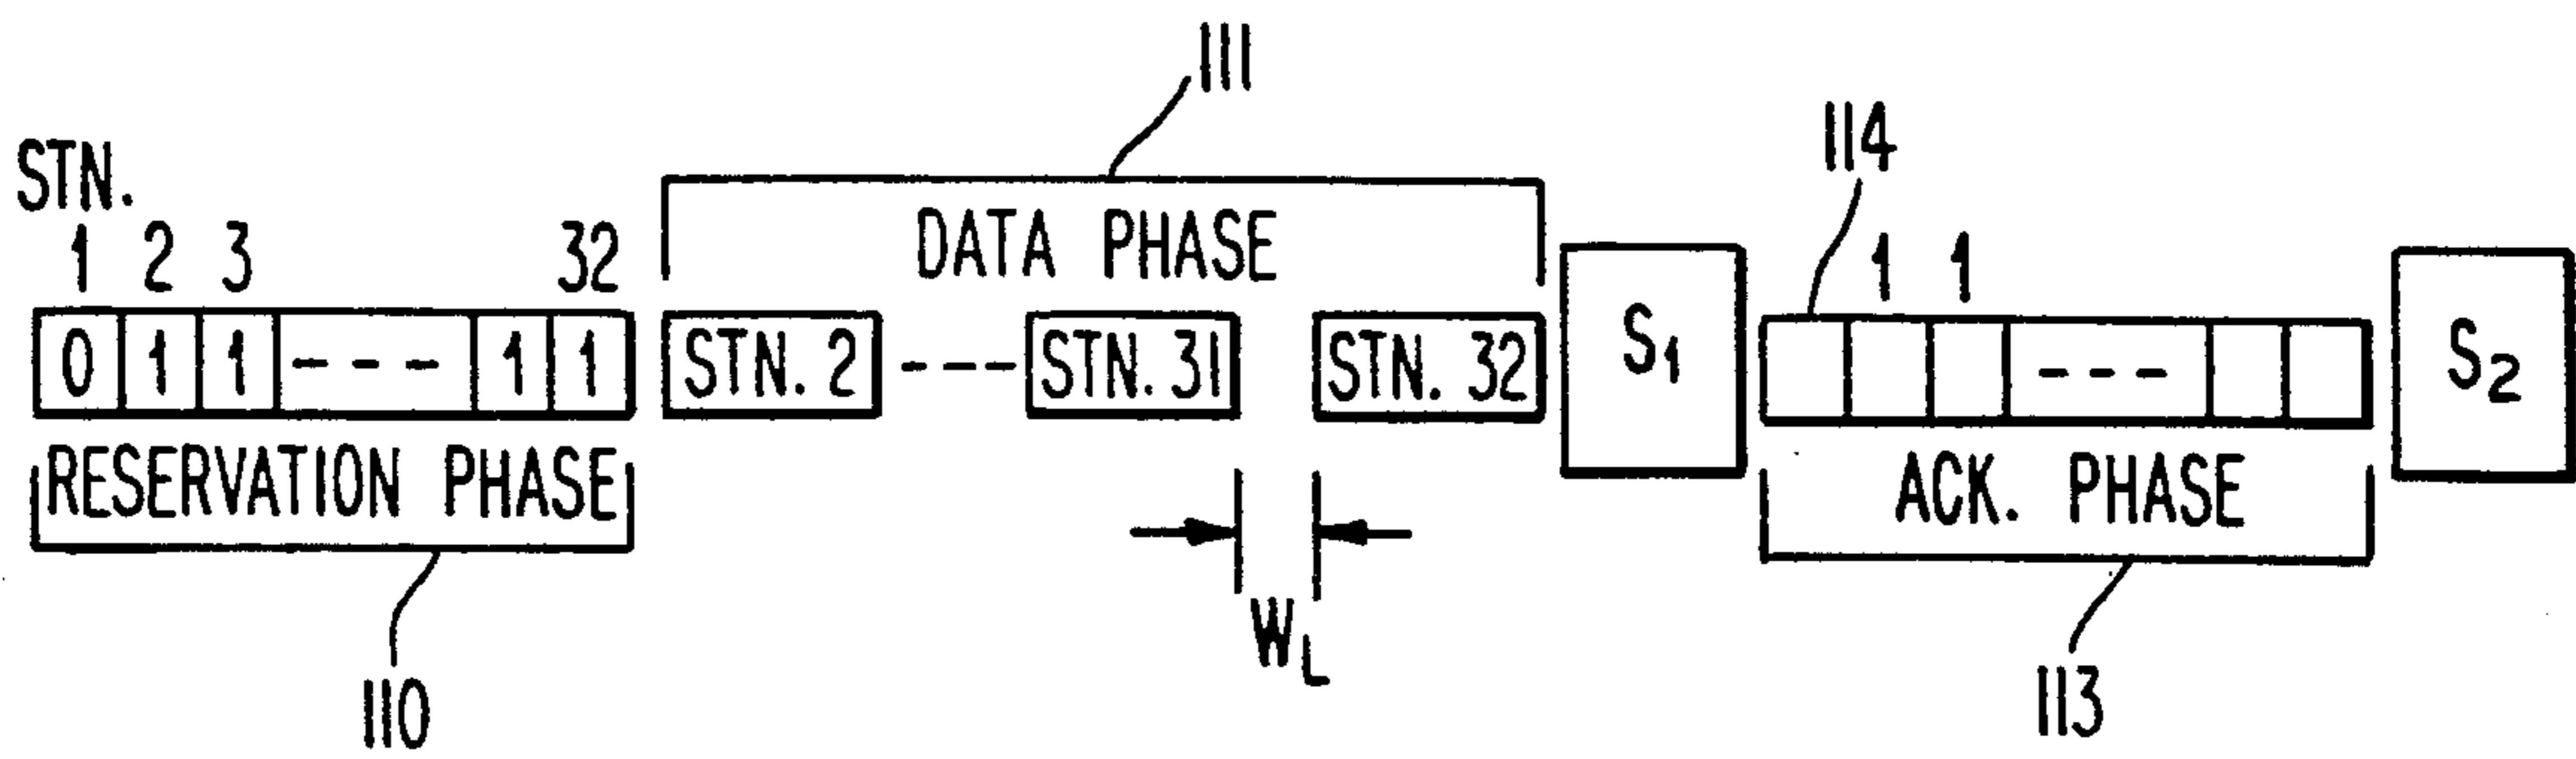 111
114
STN.
1 2 3 32
DATA PHASE
1 1
0 1 1 --- 1 1
STN. 2 --- STN. 31 STN. 32
S1
---
S2
RESERVATION PHASE
ACK. PHASE
WL
110
113